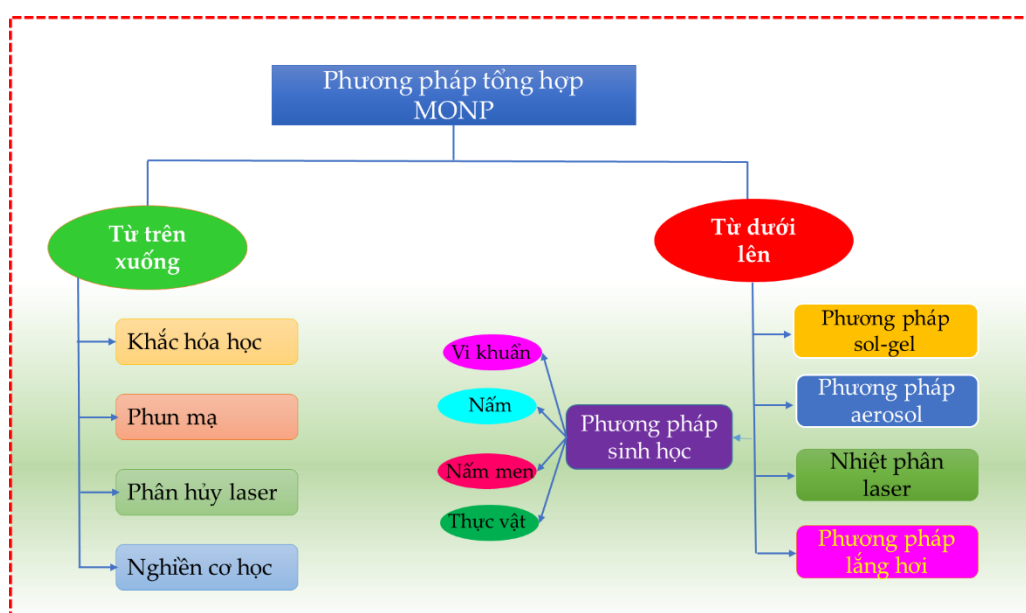 Phương pháp tổng hợp
MONP
Từ trên
xuống
Từ dưới
lên
Khắc hóa học
Phun mạ
Phân hủy laser
Nghiền cơ học
Vi khuẩn
Nấm
Nấm men
Thực vật
Phương pháp
sinh học
Phương pháp
sol-gel
Phương pháp
aerosol
Nhiệt phân
laser
Phương pháp
lắng hơi